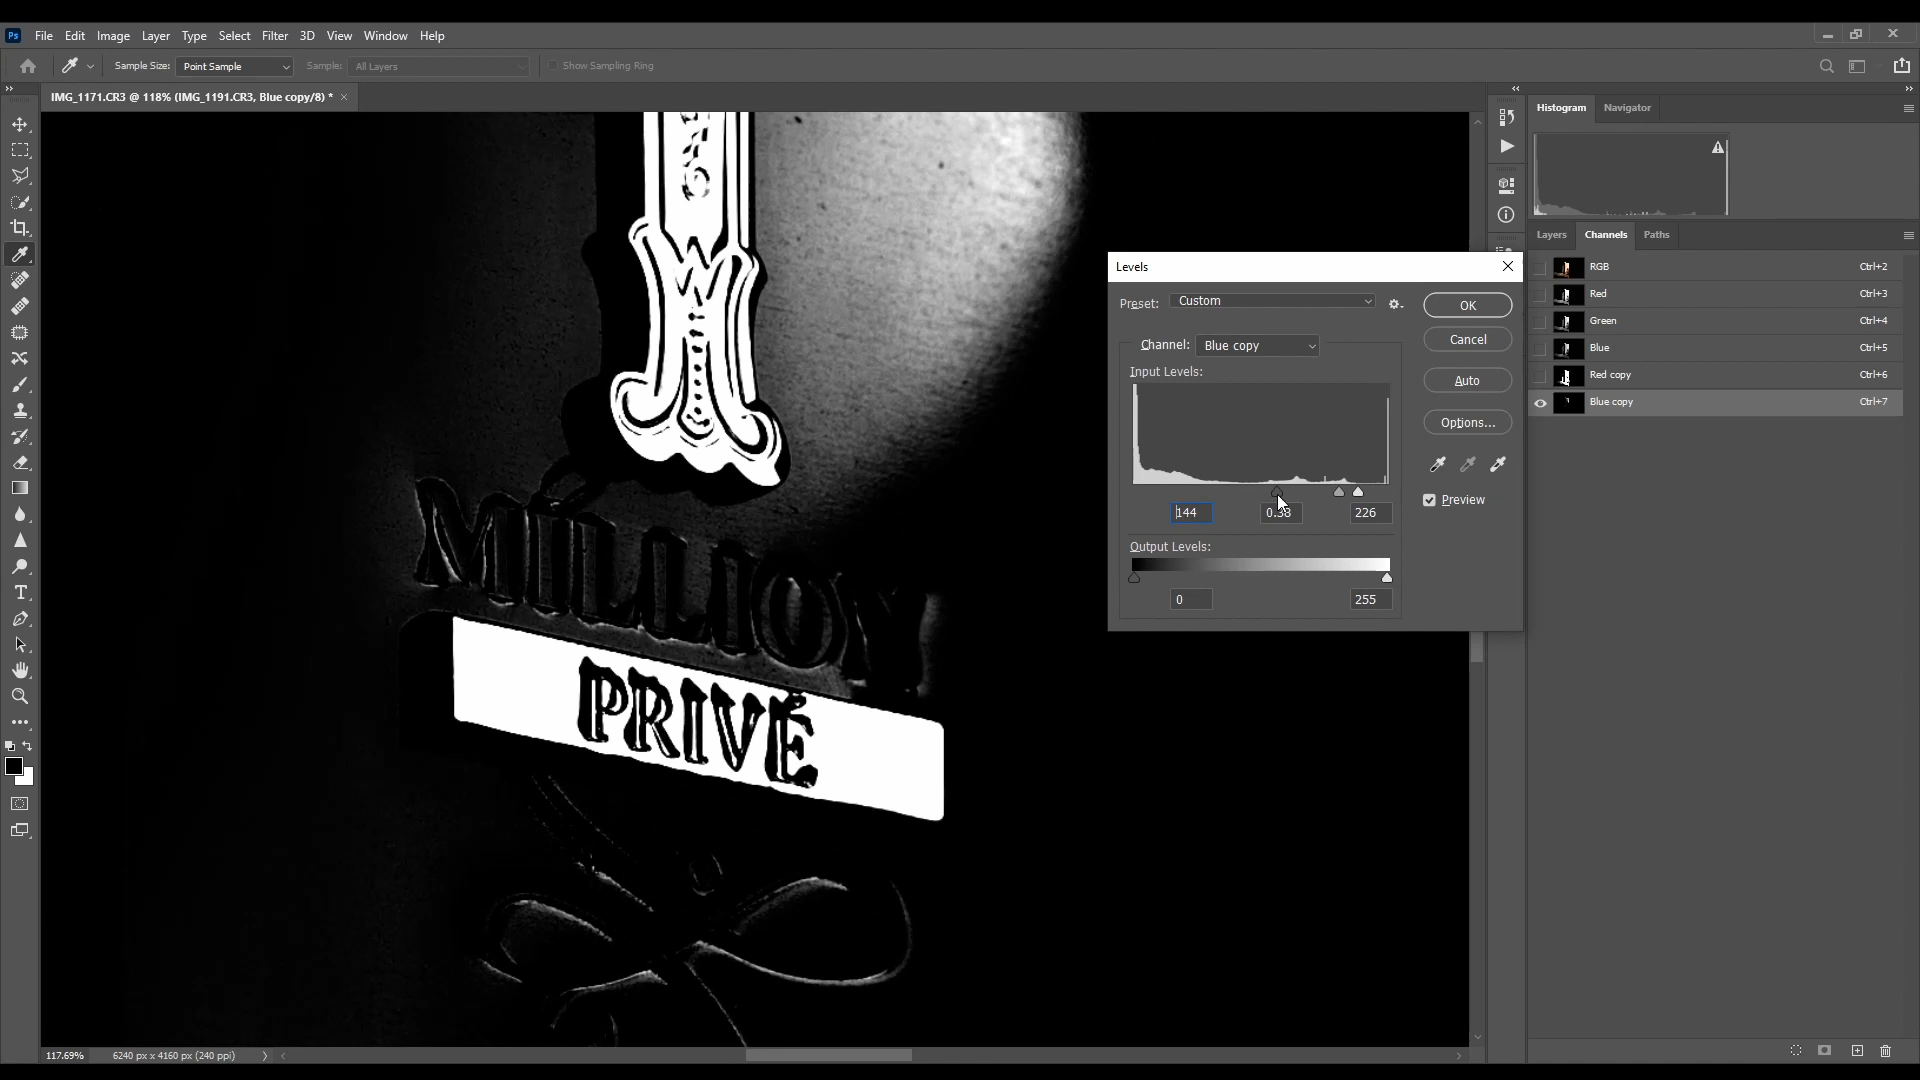 Ps File Edit Image Layer Type Select Filter 3D View Window Help
Sample Size: Point Sample Sample: All Layers Show Sampling Ring
IMG_1171.CR3 @ 118% (IMG_1191.CR3, Blue copy/8) * ×
Histogram Navigator
Layers Channels Paths
RGB Ctrl+2
Red Ctrl+3
Green Ctrl+4
Blue Ctrl+5
Red copy Ctrl+6
Blue copy Ctrl+7
Levels
Preset: Custom
OK
Channel: Blue copy
Cancel
Input Levels:
Auto
Options...
Preview
144 0.38 226
Output Levels:
0 255
MILLION
PRIVÉ
117.69% 6240 px x 4160 px (240 ppi)